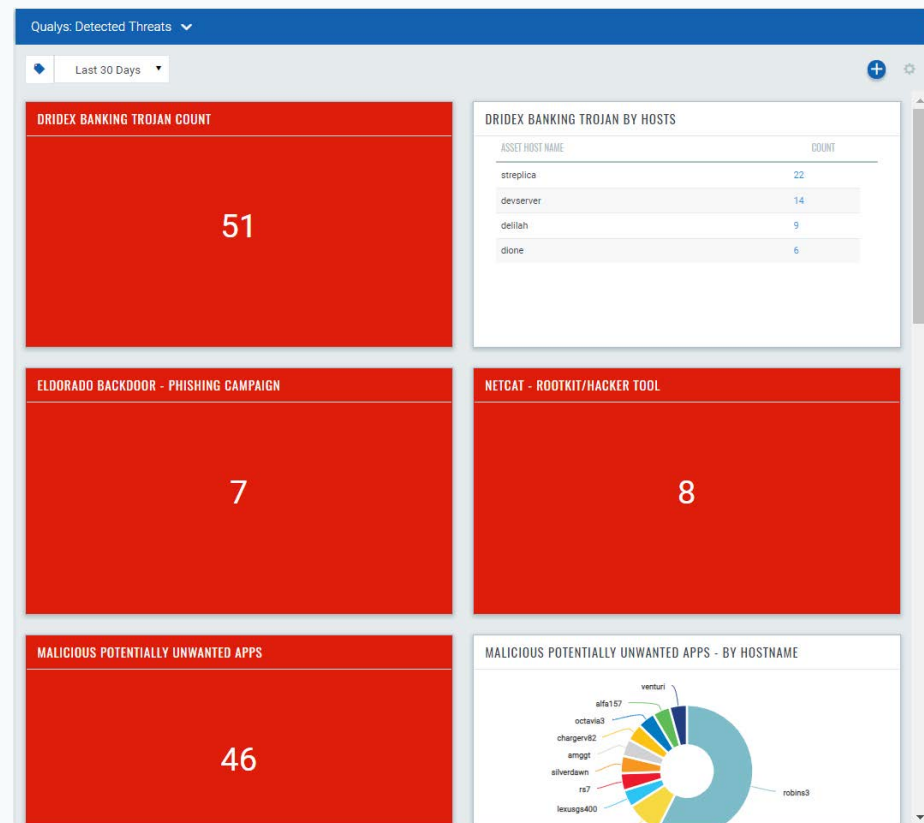 Qualys: Detected Threats
Last 30 Days
DRIDEX BANKING TROJAN COUNT
51
DRIDEX BANKING TROJAN BY HOSTS
ASSET HOST NAME COUNT
streplica 22
devserver 14
delilah 9
dione 6
ELDORADO BACKDOOR - PHISHING CAMPAIGN
7
NETCAT - ROOTKIT/HACKER TOOL
8
MALICIOUS POTENTIALLY UNWANTED APPS
46
MALICIOUS POTENTIALLY UNWANTED APPS - BY HOSTNAME
venturi
alfa157
octavia3
chargerv82
amggt
silverdawn
rs7
lexusgs400
robins3